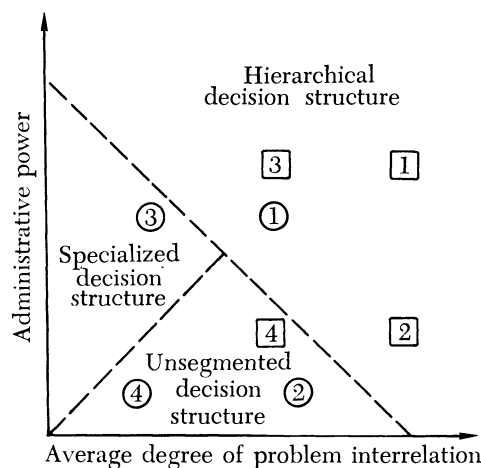 Hierarchical
decision structure
3
1
3
1
Specialized
decision
structure
4
2
Unsegmented
decision
structure
4
2
Administrative power
Average degree of problem interrelation